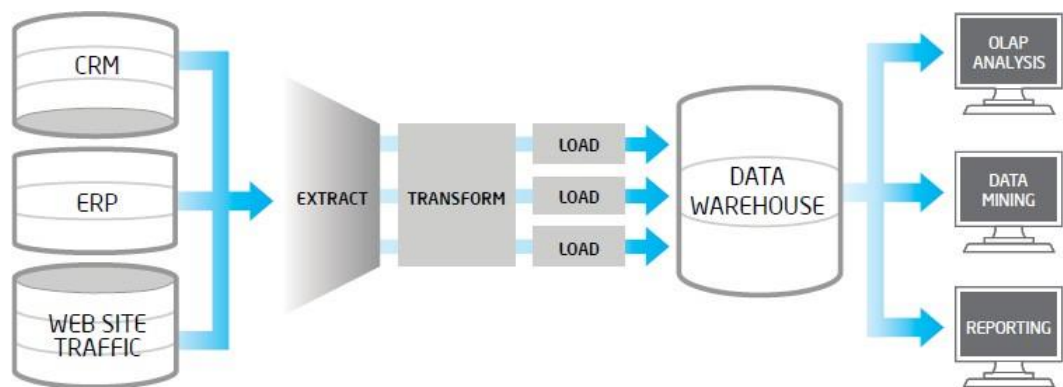 CRM
ERP
WEB SITE
TRAFFIC
EXTRACT
TRANSFORM
LOAD
LOAD
LOAD
DATA
WAREHOUSE
OLAP
ANALYSIS
DATA
MINING
REPORTING